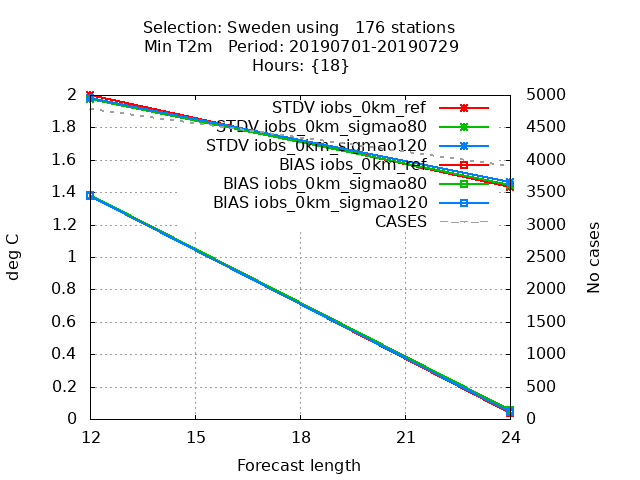 Selection: Sweden using   176 stations
Min T2m   Period: 20190701-20190729
Hours: {18}
2
1.8
1.6
1.4
1.2
1
0.8
0.6
0.4
0.2
0
deg C
STDV iobs_0km_ref
STDV iobs_0km_sigmao80
STDV iobs_0km_sigmao120
BIAS iobs_0km_ref
BIAS iobs_0km_sigmao80
BIAS iobs_0km_sigmao120
CASES
5000
4500
4000
3500
3000
2500
2000
1500
1000
500
0
No cases
12 15 18 21 24
Forecast length